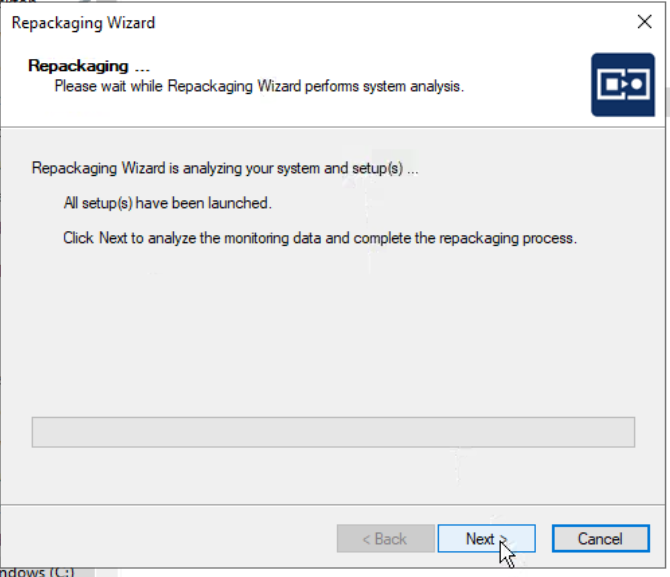 Repackaging Wizard
Repackaging ...
Please wait while Repackaging Wizard performs system analysis.
Repackaging Wizard is analyzing your system and setup(s) ...
All setup(s) have been launched.
Click Next to analyze the monitoring data and complete the repackaging process.
< Back
Next >
Cancel
ndows (C:)